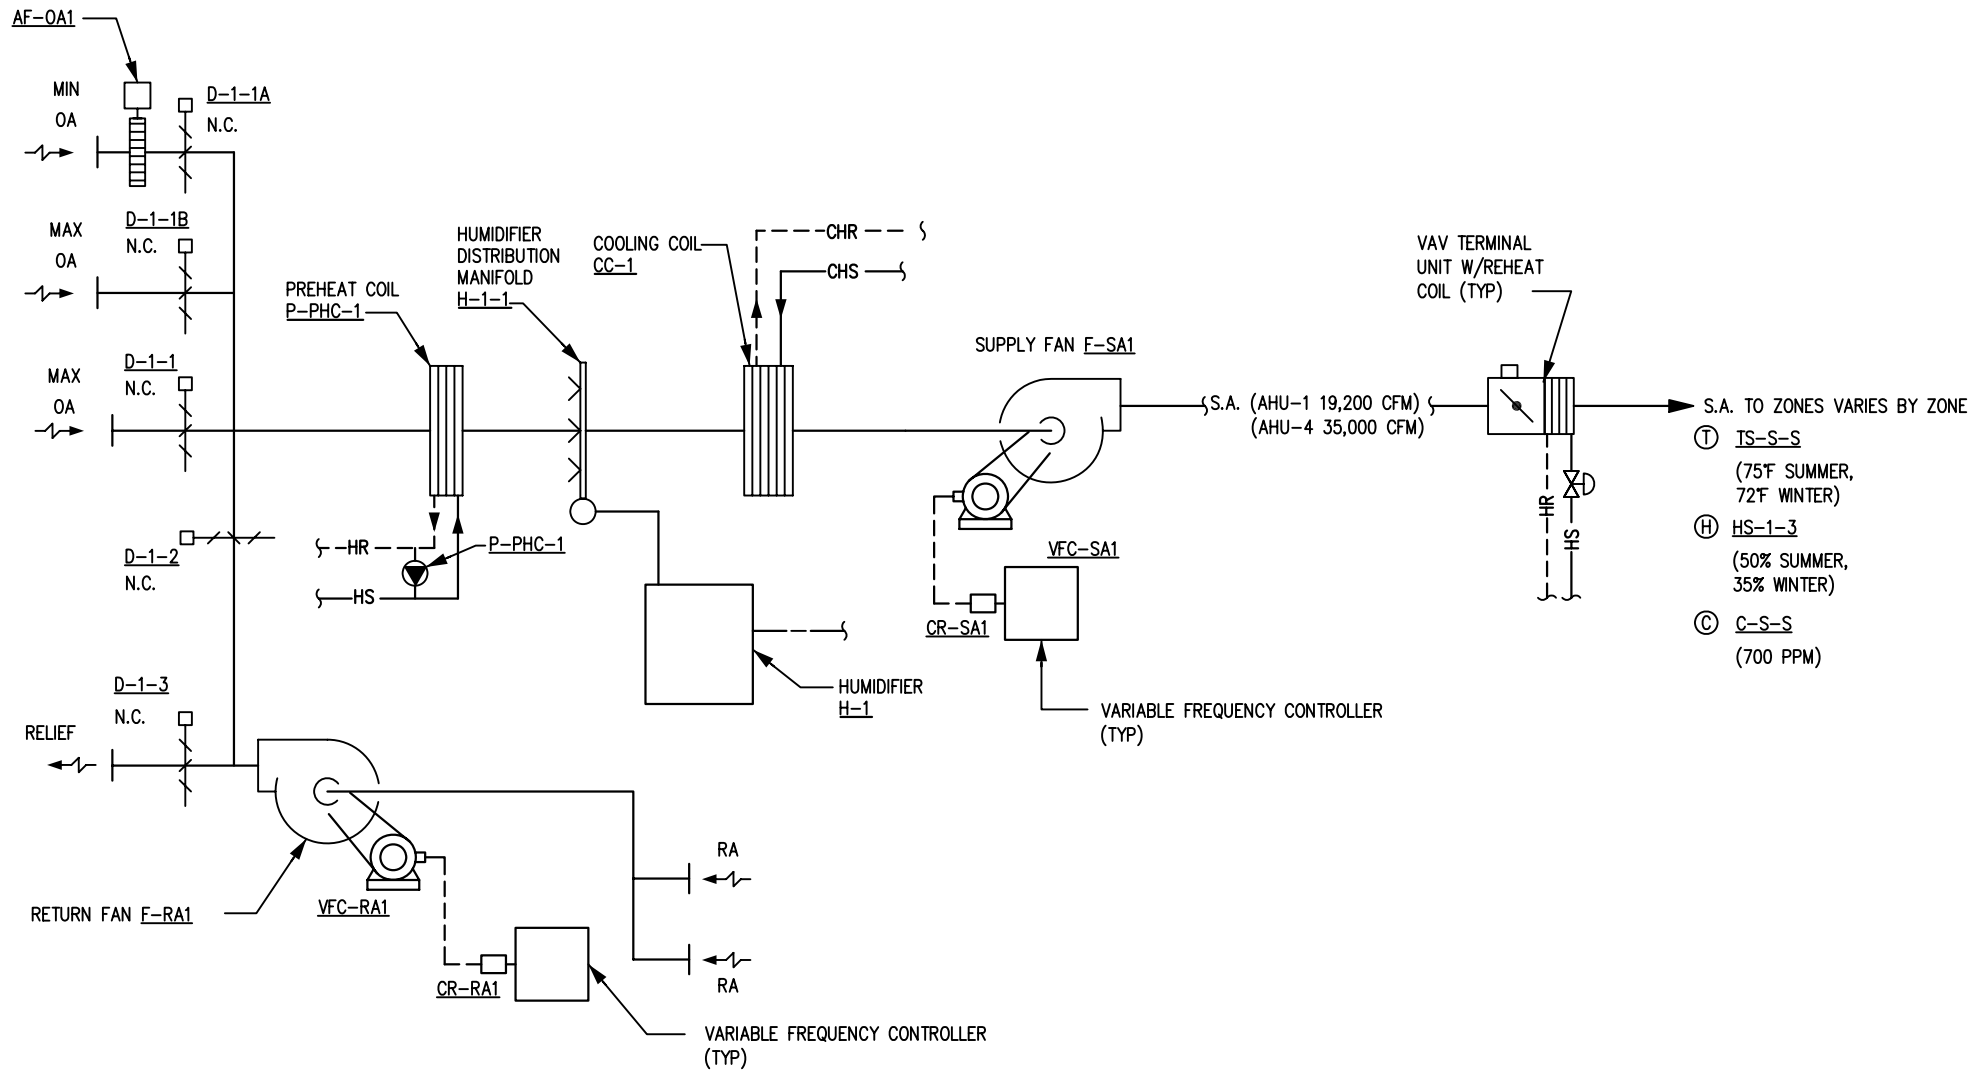 AF-OA1
MIN
OA
D-1-1A
N.C.
MAX
OA
D-1-1B
N.C.
MAX
OA
D-1-1
N.C.
PREHEAT COIL
P-PHC-1
HUMIDIFIER
DISTRIBUTION
MANIFOLD
H-1-1
COOLING COIL
CC-1
CHR
CHS
SUPPLY FAN F-SA1
S.A. (AHU-1 19,200 CFM)
(AHU-4 35,000 CFM)
VAV TERMINAL
UNIT W/REHEAT
COIL (TYP)
S.A. TO ZONES VARIES BY ZONE
T TS-S-S
(75°F SUMMER,
72°F WINTER)
H HS-1-3
(50% SUMMER,
35% WINTER)
C C-S-S
(700 PPM)
HR
HS
D-1-2
N.C.
HR
HS
P-PHC-1
VFC-SA1
CR-SA1
VARIABLE FREQUENCY CONTROLLER
(TYP)
HUMIDIFIER
H-1
D-1-3
N.C.
RELIEF
RETURN FAN F-RA1
VFC-RA1
CR-RA1
RA
RA
VARIABLE FREQUENCY CONTROLLER
(TYP)